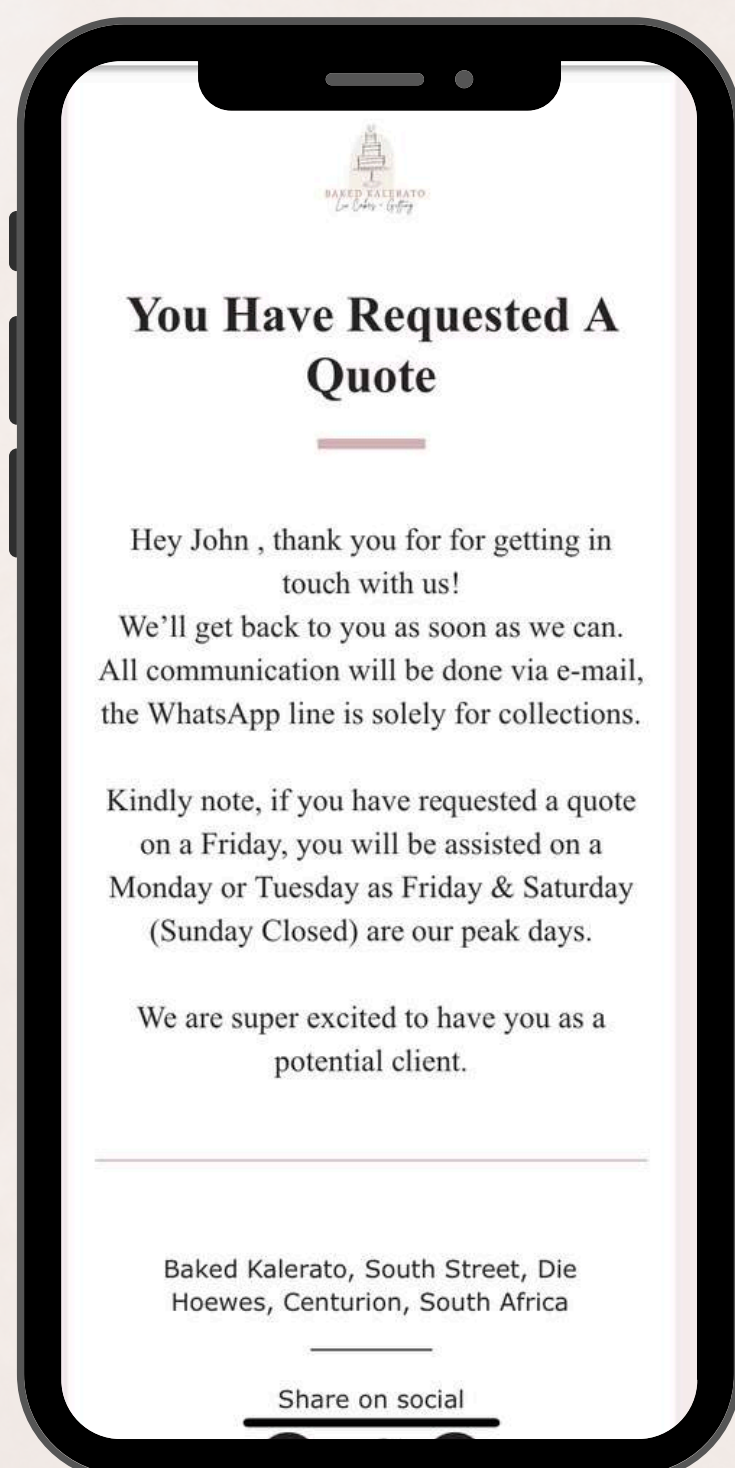 BAKED KALERATO
You Have Requested A
Quote
Hey John , thank you for for getting in
touch with us!
We’ll get back to you as soon as we can.
All communication will be done via e-mail,
the WhatsApp line is solely for collections.
Kindly note, if you have requested a quote
on a Friday, you will be assisted on a
Monday or Tuesday as Friday & Saturday
(Sunday Closed) are our peak days.
We are super excited to have you as a
potential client.
Baked Kalerato, South Street, Die
Hoewes, Centurion, South Africa
Share on social